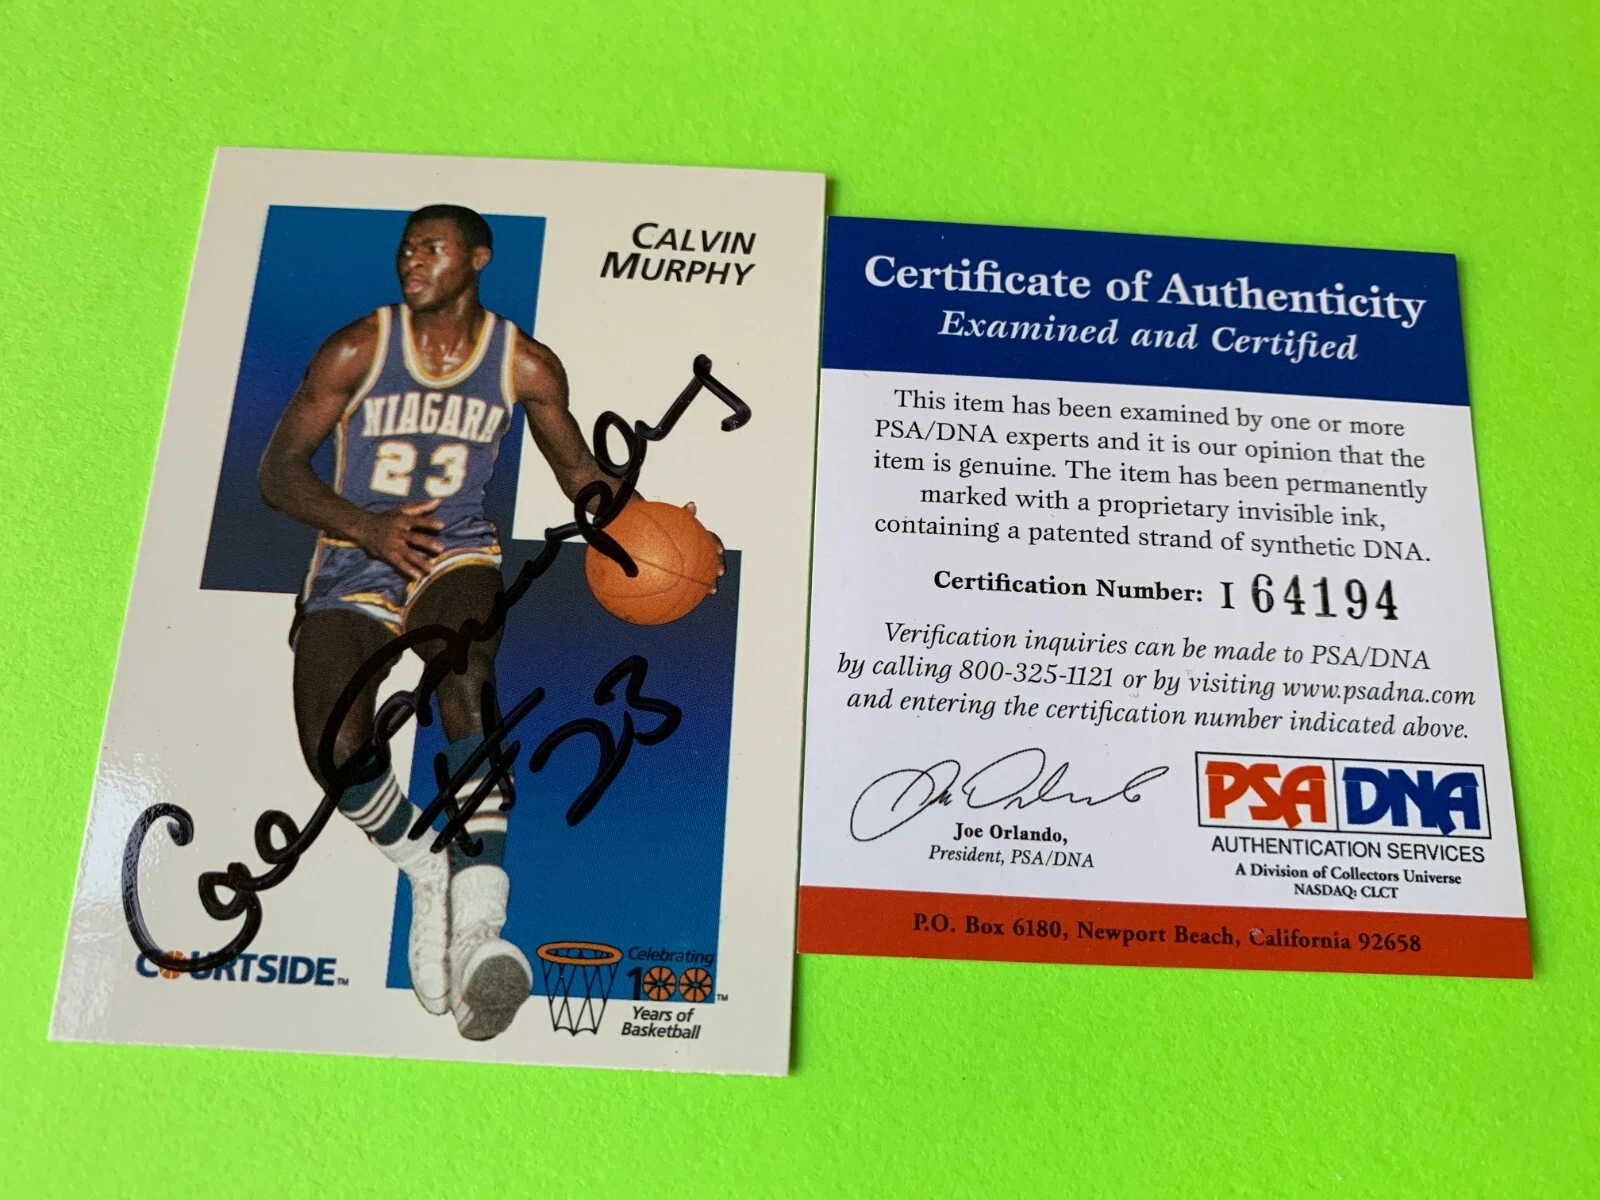 CALVIN
MURPHY
NIAGARA
23
Calvin Murphy
#23
COURTSIDE™
Celebrating
100™
Years of
Basketball
Certificate of Authenticity
Examined and Certified
This item has been examined by one or more
PSA/DNA experts and it is our opinion that the
item is genuine. The item has been permanently
marked with a proprietary invisible ink,
containing a patented strand of synthetic DNA.
Certification Number: I 64194
Verification inquiries can be made to PSA/DNA
by calling 800-325-1121 or by visiting www.psadna.com
and entering the certification number indicated above.
Joe Orlando,
President, PSA/DNA
PSA DNA
AUTHENTICATION SERVICES
A Division of Collectors Universe
NASDAQ: CLCT
P.O. Box 6180, Newport Beach, California 92658